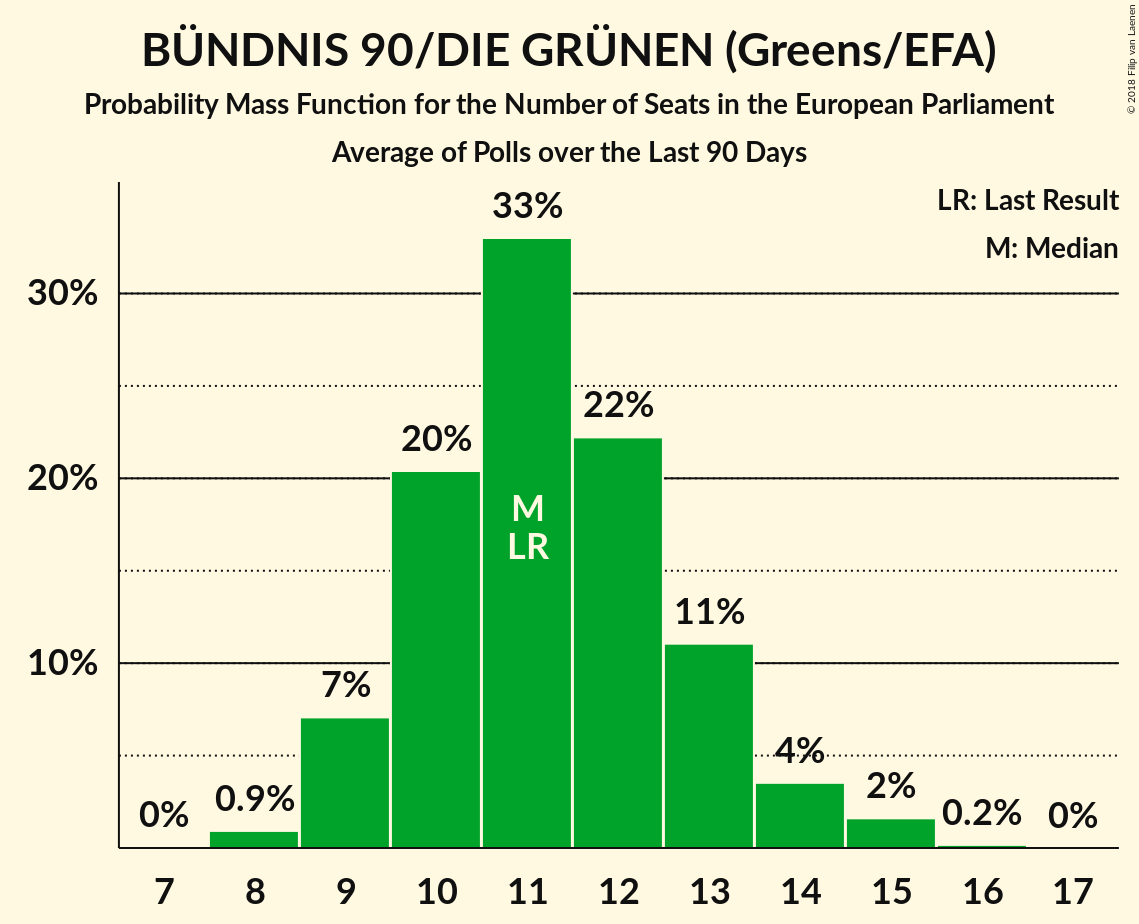 BÜNDNIS 90/DIE GRÜNEN (Greens/EFA)
Probability Mass Function for the Number of Seats in the European Parliament
Average of Polls over the Last 90 Days
© 2018 Filip van Laenen
LR: Last Result
M: Median
30%
20%
10%
0%
0.9%
7%
20%
33%
22%
11%
4%
2%
0.2%
0%
M
LR
7 8 9 10 11 12 13 14 15 16 17